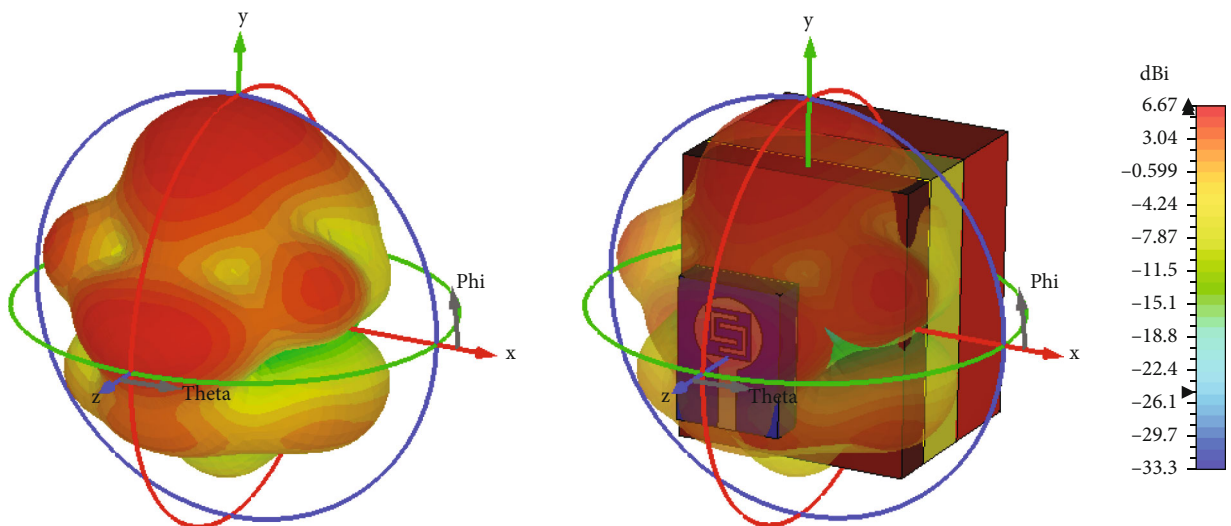 y
Phi
x
z
Theta
y
Phi
x
z
Theta
dBi
6.67
3.04
–0.599
–4.24
–7.87
–11.5
–15.1
–18.8
–22.4
–26.1
–29.7
–33.3